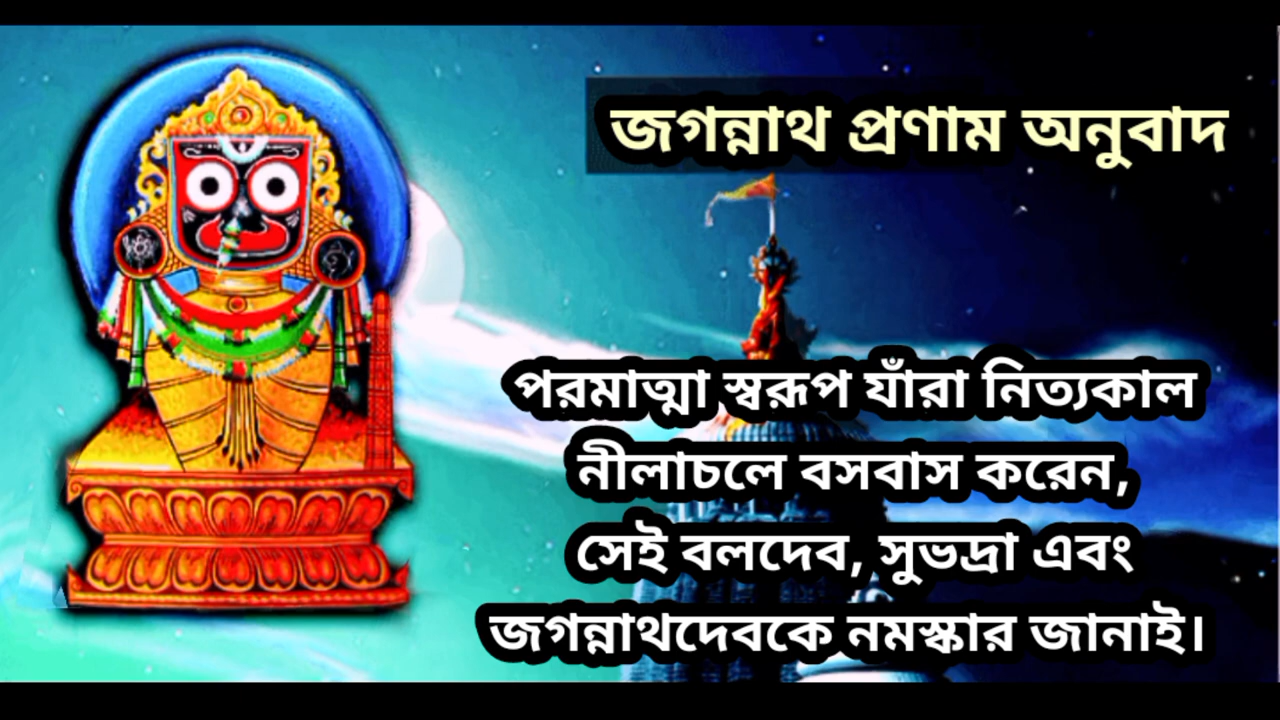 জগন্নাথ প্রণাম অনুবাদ
পরমাত্মা স্বরূপ যাঁরা নিত্যকাল
নীলাচলে বসবাস করেন,
সেই বলদেব, সুভদ্রা এবং
জগন্নাথদেবকে নমস্কার জানাই।